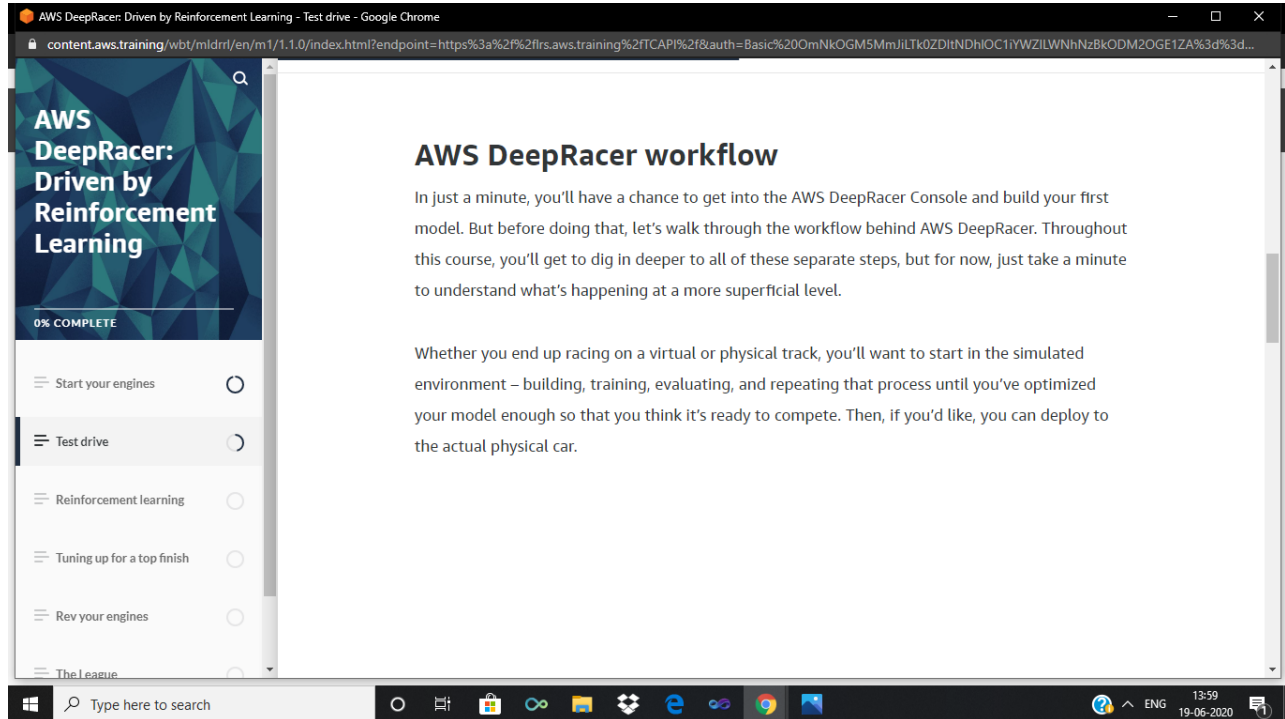 AWS DeepRacer: Driven by Reinforcement Learning - Test drive - Google Chrome
content.aws.training/wbt/mldrrl/en/m1/1.1.0/index.html?endpoint=https%3a%2f%2flrs.aws.training%2fTCAPI%2f&auth=Basic%20OmNkOGM5MmJiLTk0ZDItNDhlOC1iYWZlLWNhNzBkODM2OGE1ZA%3d%3d...
AWS
DeepRacer:
Driven by
Reinforcement
Learning
0% COMPLETE
Start your engines
Test drive
Reinforcement learning
Tuning up for a top finish
Rev your engines
The League
AWS DeepRacer workflow
In just a minute, you'll have a chance to get into the AWS DeepRacer Console and build your first
model. But before doing that, let's walk through the workflow behind AWS DeepRacer. Throughout
this course, you'll get to dig in deeper to all of these separate steps, but for now, just take a minute
to understand what's happening at a more superficial level.
Whether you end up racing on a virtual or physical track, you'll want to start in the simulated
environment – building, training, evaluating, and repeating that process until you've optimized
your model enough so that you think it's ready to compete. Then, if you'd like, you can deploy to
the actual physical car.
Type here to search
ENG
13:59
19-06-2020
1